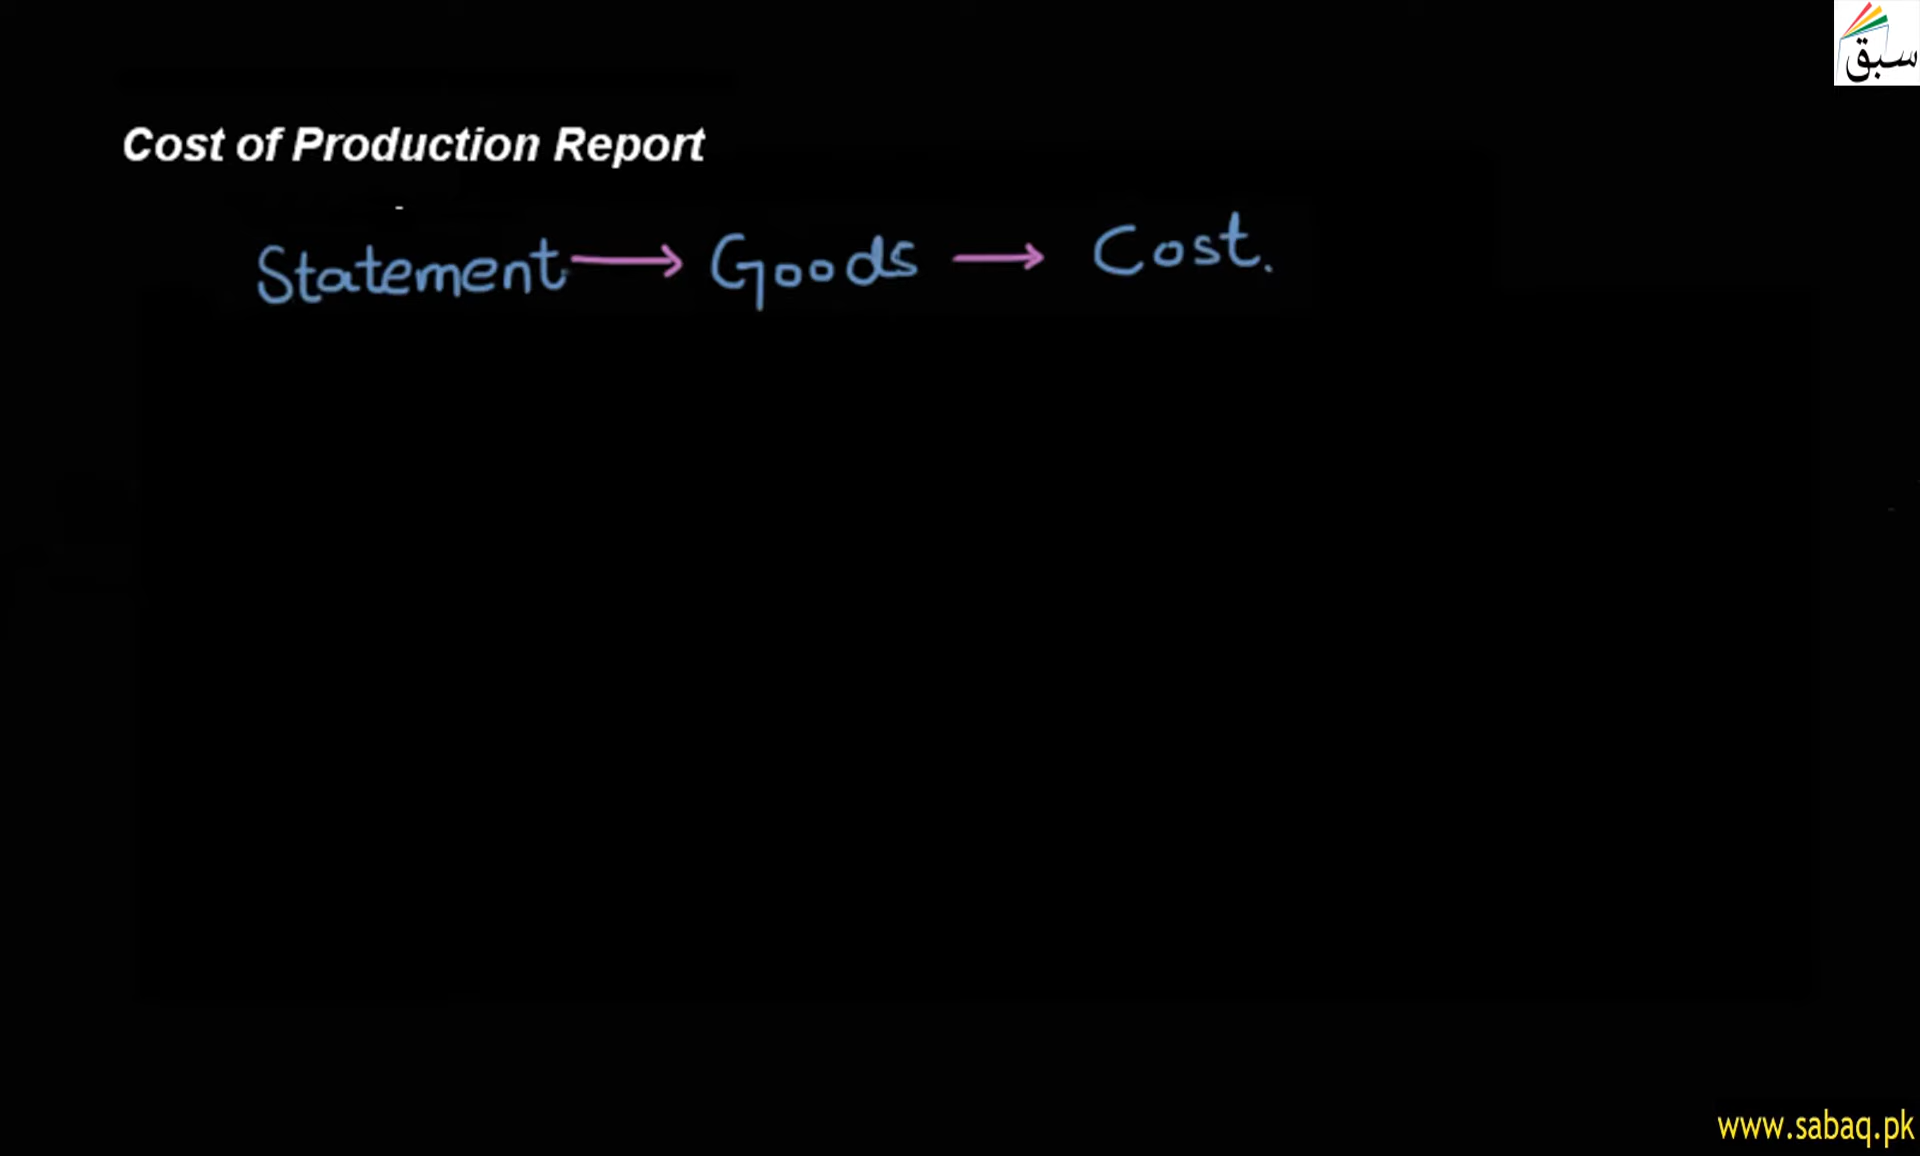 سبق
Cost of Production Report
Statement → Goods → Cost.
www.sabaq.pk